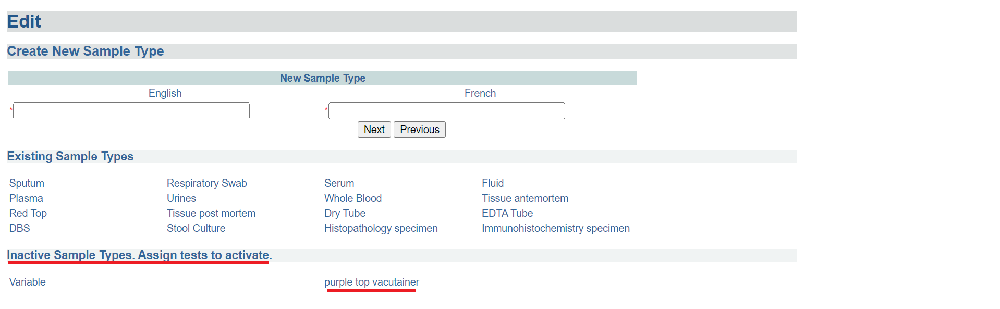 Edit
Create New Sample Type
New Sample Type
English French
* *
Next Previous
Existing Sample Types
Sputum Respiratory Swab Serum Fluid
Plasma Urines Whole Blood Tissue antemortem
Red Top Tissue post mortem Dry Tube EDTA Tube
DBS Stool Culture Histopathology specimen Immunohistochemistry specimen
Inactive Sample Types. Assign tests to activate.
Variable purple top vacutainer